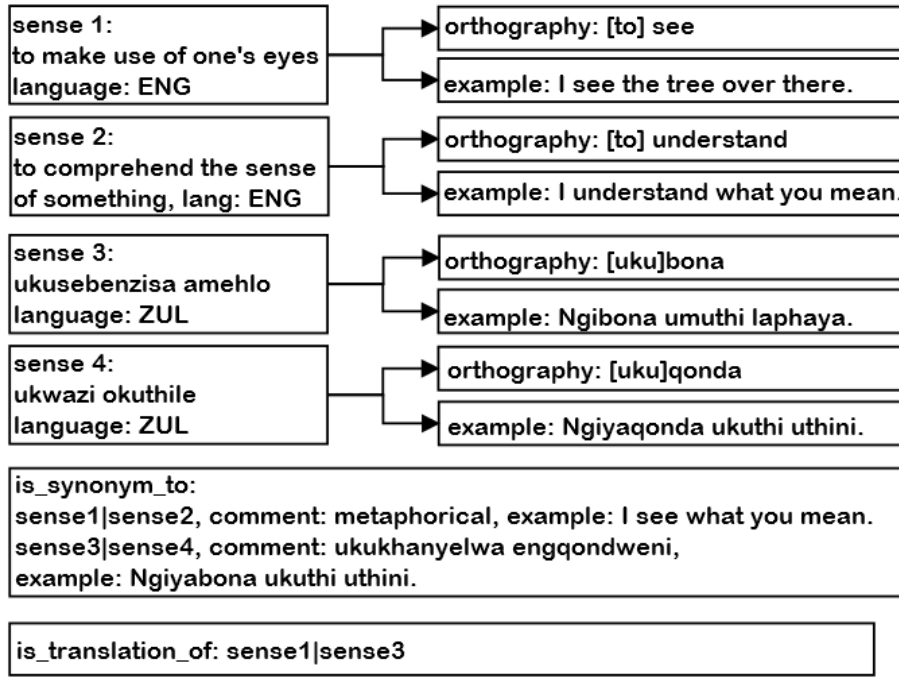 sense 1:
to make use of one's eyes
language: ENG
orthography: [to] see
example: I see the tree over there.
sense 2:
to comprehend the sense
of something, lang: ENG
orthography: [to] understand
example: I understand what you mean.
sense 3:
ukusebenzisa amehlo
language: ZUL
orthography: [uku]bona
example: Ngibona umuthi laphaya.
sense 4:
ukwazi okuthile
language: ZUL
orthography: [uku]qonda
example: Ngiyaqonda ukuthi uthini.
is_synonym_to:
sense1|sense2, comment: metaphorical, example: I see what you mean.
sense3|sense4, comment: ukukhanyelwa engqondweni,
example: Ngiyabona ukuthi uthini.
is_translation_of: sense1|sense3